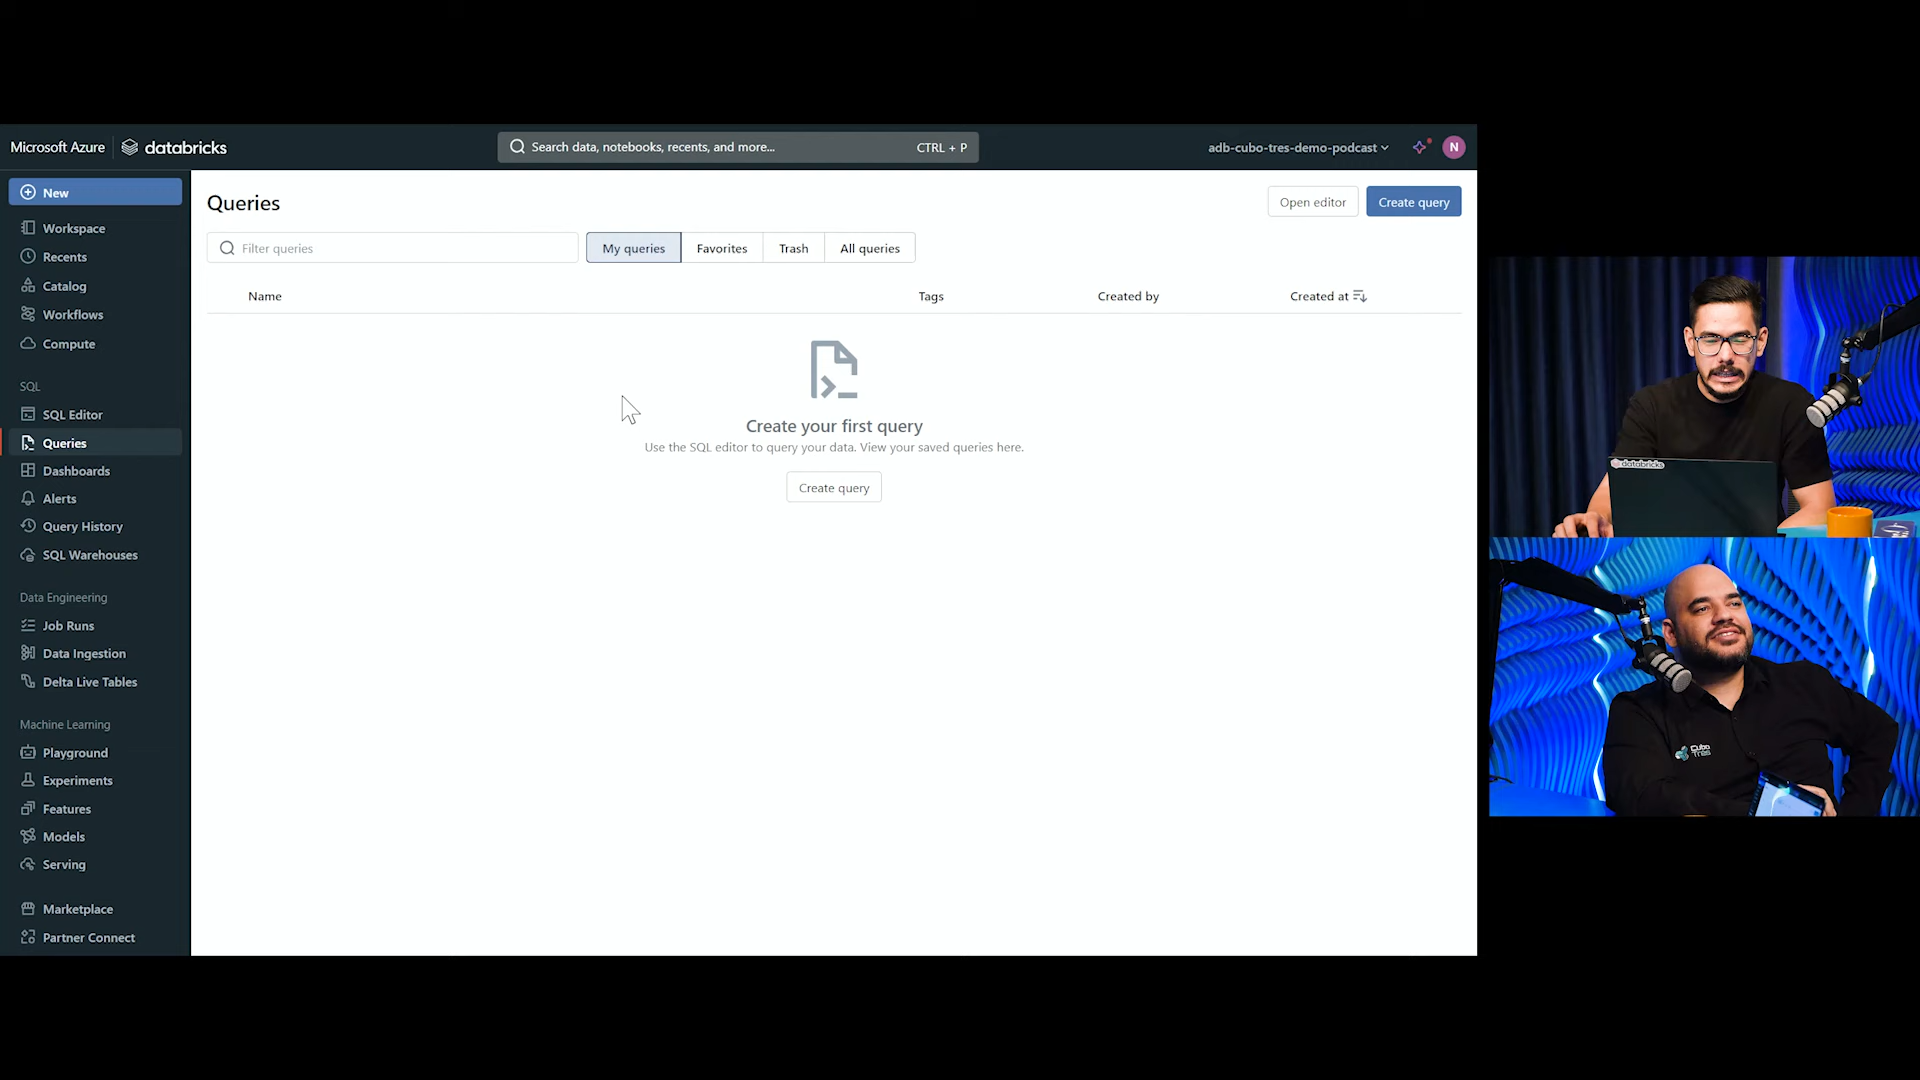 Microsoft Azure
databricks
Search data, notebooks, recents, and more...
CTRL + P
adb-cubo-tres-demo-podcast
N
New
Workspace
Recents
Catalog
Workflows
Compute
SQL
SQL Editor
Queries
Dashboards
Alerts
Query History
SQL Warehouses
Data Engineering
Job Runs
Data Ingestion
Delta Live Tables
Machine Learning
Playground
Experiments
Features
Models
Serving
Marketplace
Partner Connect
Queries
Open editor
Create query
Filter queries
My queries
Favorites
Trash
All queries
Name
Tags
Created by
Created at
Create your first query
Use the SQL editor to query your data. View your saved queries here.
Create query
databricks
Cubo
Três